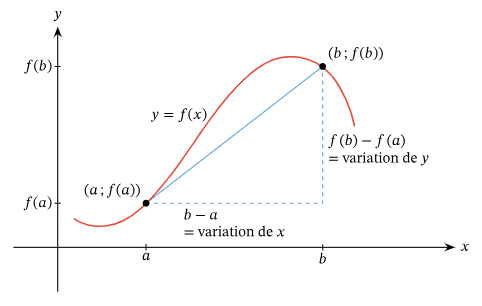 y
f(b)
(b ; f(b))
y = f(x)
f(b) − f(a)
= variation de y
(a ; f(a))
f(a)
b − a
= variation de x
x
a
b